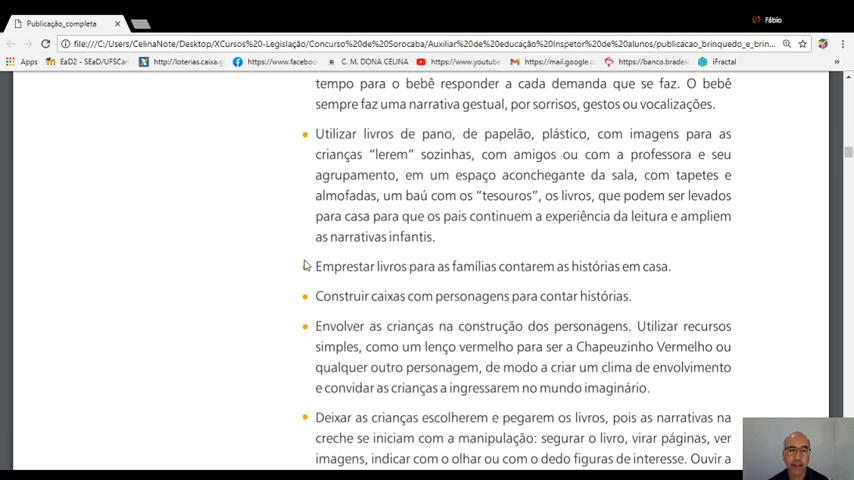 Publicação_completa
Fábio
file:///C:/Users/CelinaNote/Desktop/XCursos%20-Legislação/Concurso%20de%20Sorocaba/Auxiliar%20de%20educação%20Inspetor%20de%20alunos/publicacao_brinquedo_e_brin...
Apps EaD2 - SEaD/UFSCar http://loterias.caixa.g https://www.facebo C. M. DONA CELINA https://www.youtube https://mail.google.c https://banco.brades iFractal »
tempo para o bebê responder a cada demanda que se faz. O bebê
sempre faz uma narrativa gestual, por sorrisos, gestos ou vocalizações.
Utilizar livros de pano, de papelão, plástico, com imagens para as
crianças “lerem” sozinhas, com amigos ou com a professora e seu
agrupamento, em um espaço aconchegante da sala, com tapetes e
almofadas, um baú com os “tesouros”, os livros, que podem ser levados
para casa para que os pais continuem a experiência da leitura e ampliem
as narrativas infantis.
Emprestar livros para as famílias contarem as histórias em casa.
Construir caixas com personagens para contar histórias.
Envolver as crianças na construção dos personagens. Utilizar recursos
simples, como um lenço vermelho para ser a Chapeuzinho Vermelho ou
qualquer outro personagem, de modo a criar um clima de envolvimento
e convidar as crianças a ingressarem no mundo imaginário.
Deixar as crianças escolherem e pegarem os livros, pois as narrativas na
creche se iniciam com a manipulação: segurar o livro, virar páginas, ver
imagens, indicar com o olhar ou com o dedo figuras de interesse. Ouvir a